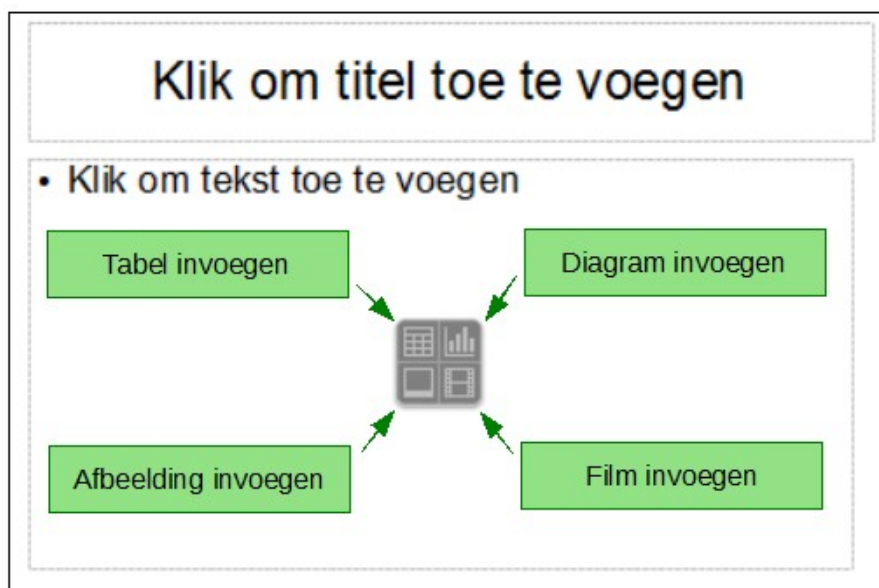 Klik om titel toe te voegen
• Klik om tekst toe te voegen
Tabel invoegen
Diagram invoegen
Afbeelding invoegen
Film invoegen